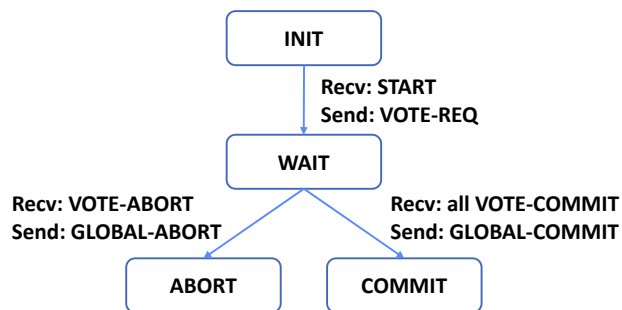 INIT
Recv: START
Send: VOTE-REQ
WAIT
Recv: VOTE-ABORT
Send: GLOBAL-ABORT
Recv: all VOTE-COMMIT
Send: GLOBAL-COMMIT
ABORT
COMMIT